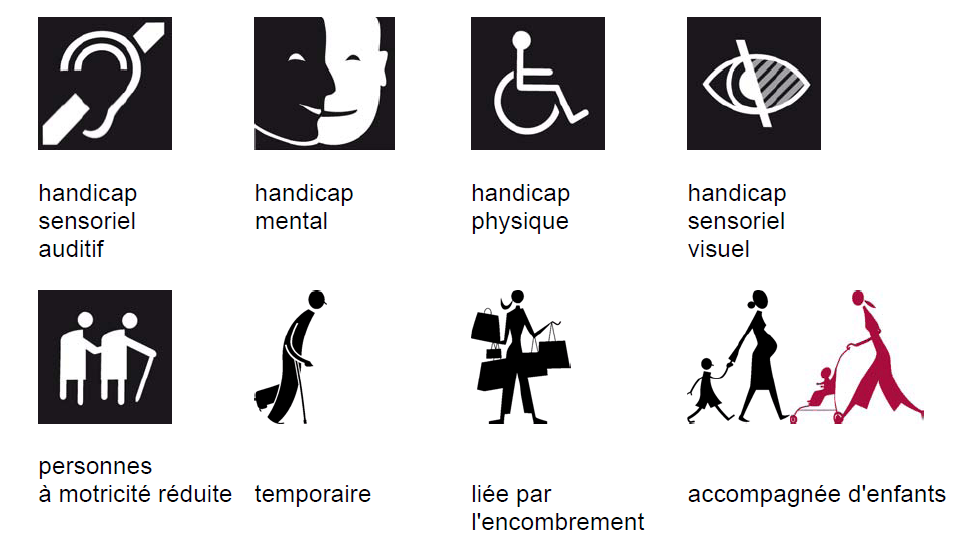 handicap
sensoriel
auditif
handicap
mental
handicap
physique
handicap
sensoriel
visuel
personnes
à motricité réduite
temporaire
liée par
l'encombrement
accompagnée d'enfants